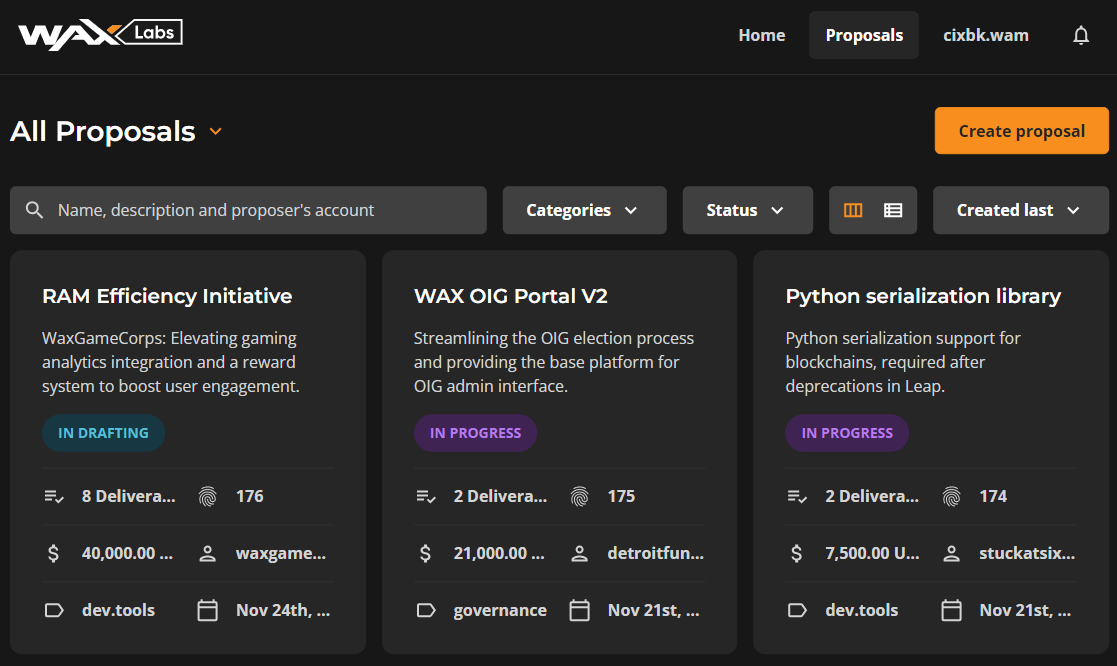 WAX Labs
Home
Proposals
cixbk.wam
All Proposals
Create proposal
Name, description and proposer's account
Categories
Status
Created last
RAM Efficiency Initiative
WaxGameCorps: Elevating gaming
analytics integration and a reward
system to boost user engagement.
IN DRAFTING
8 Delivera...
176
40,000.00 ...
waxgame...
dev.tools
Nov 24th, ...
WAX OIG Portal V2
Streamlining the OIG election process
and providing the base platform for
OIG admin interface.
IN PROGRESS
2 Delivera...
175
21,000.00 ...
detroitfun...
governance
Nov 21st, ...
Python serialization library
Python serialization support for
blockchains, required after
deprecations in Leap.
IN PROGRESS
2 Delivera...
174
7,500.00 U...
stuckatsix...
dev.tools
Nov 21st, ...